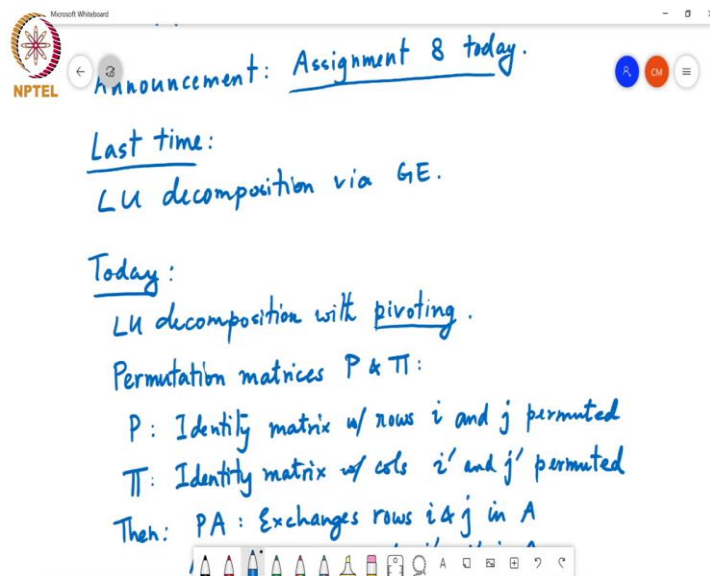 Microsoft Whiteboard
NPTEL
CM
Announcement: Assignment 8 today.
Last time:
LU decomposition via GE.
Today:
LU decomposition with pivoting.
Permutation matrices P & Π:
P: Identity matrix w/ rows i and j permuted
Π: Identity matrix w/ cols i' and j' permuted
Then: PA: Exchanges rows i & j in A